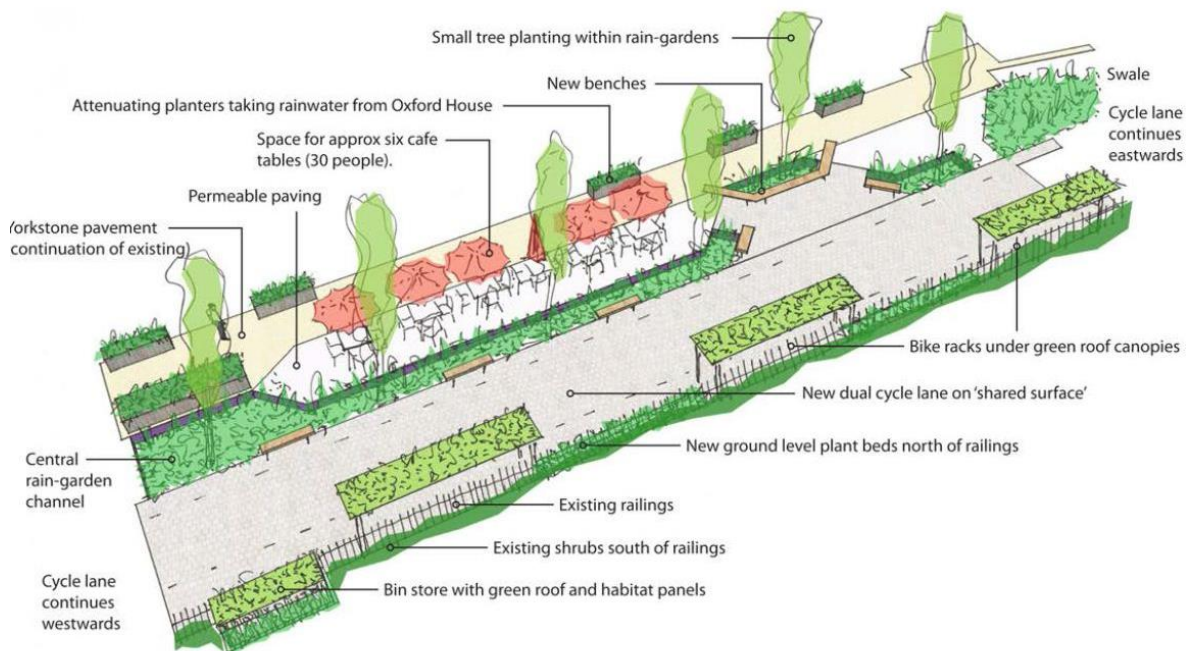 Small tree planting within rain-gardens
New benches
Attenuating planters taking rainwater from Oxford House
Space for approx six cafe
tables (30 people).
Permeable paving
orkstone pavement
continuation of existing)
Swale
Cycle lane
continues
eastwards
Bike racks under green roof canopies
New dual cycle lane on ‘shared surface’
New ground level plant beds north of railings
Central
rain-garden
channel
Existing railings
Existing shrubs south of railings
Bin store with green roof and habitat panels
Cycle lane
continues
westwards